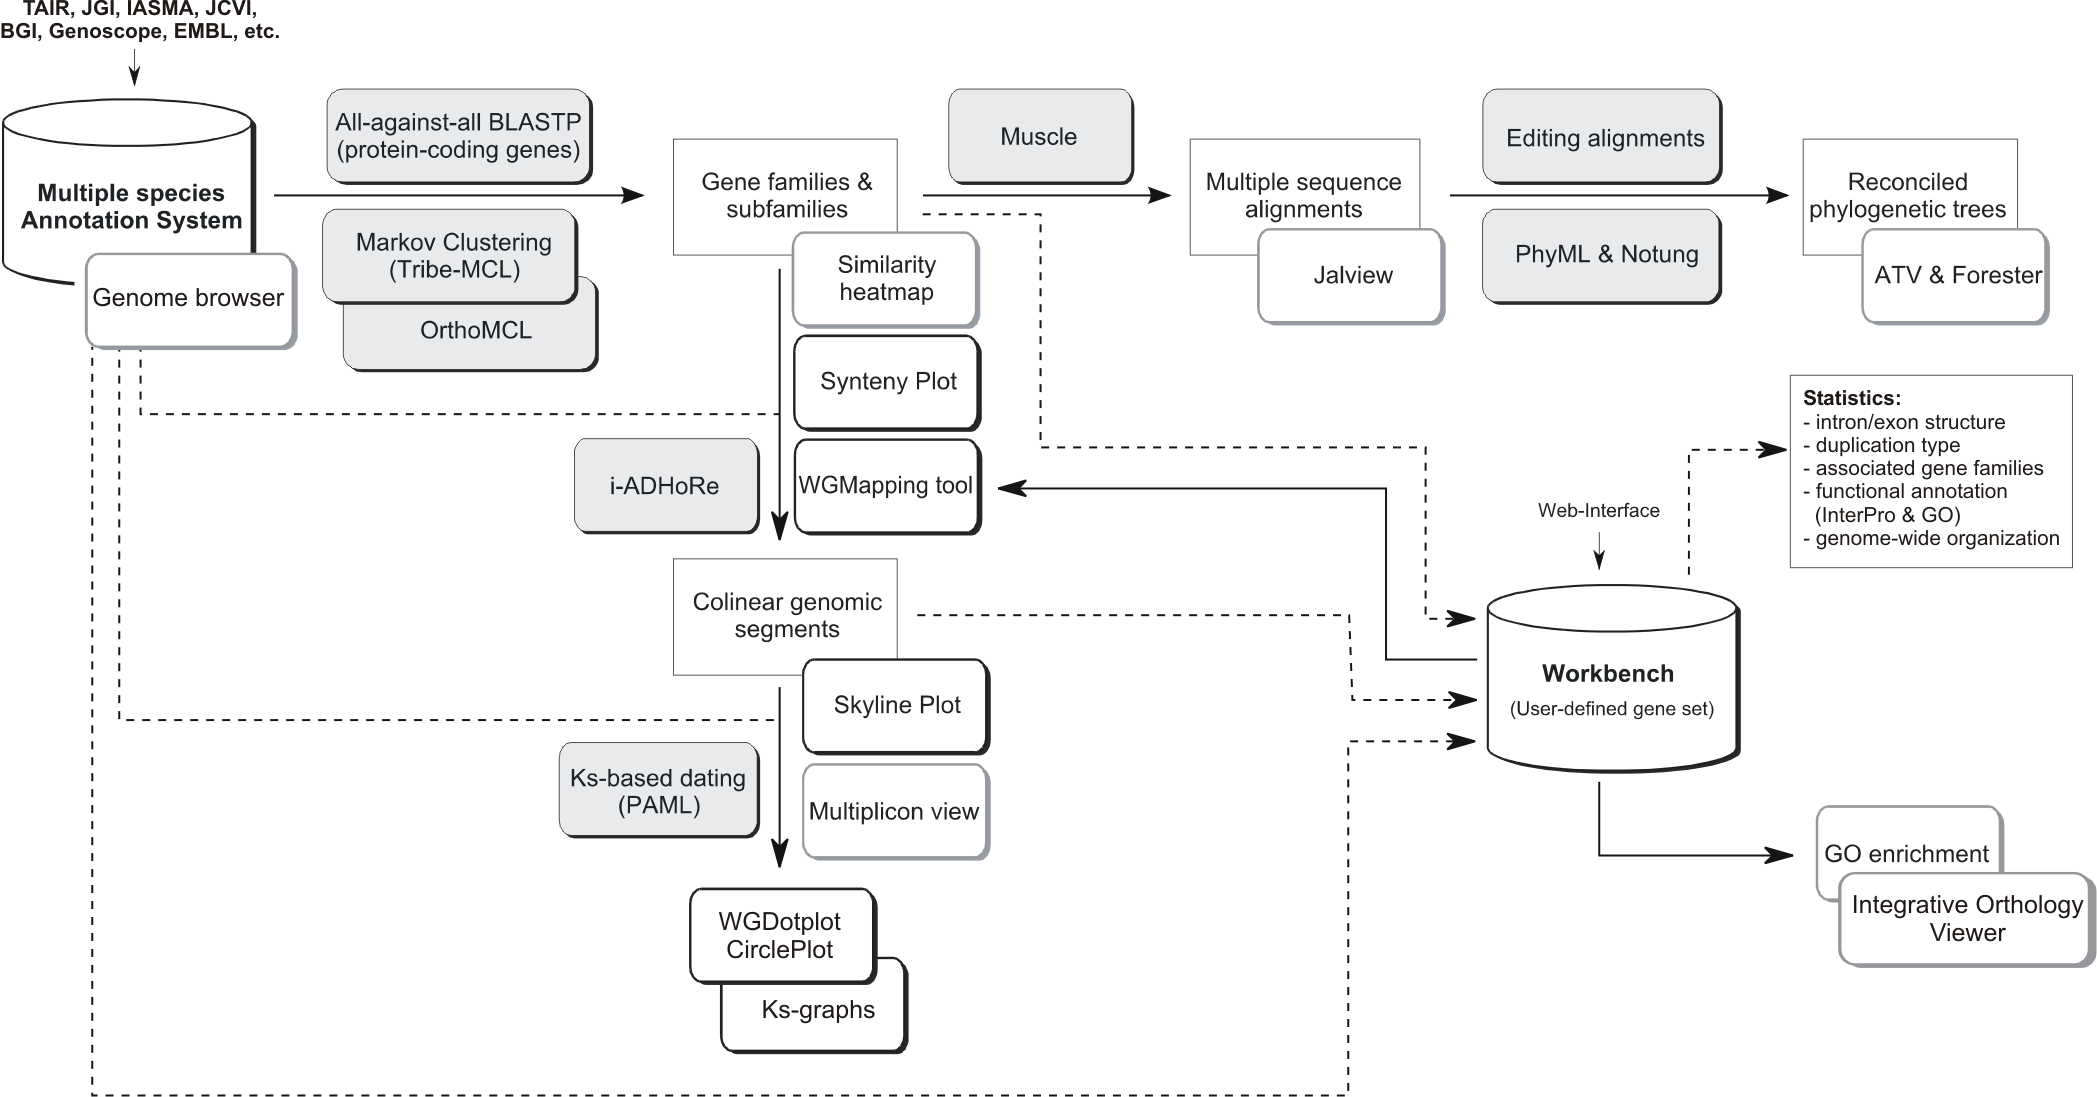 TAIR, JGI, IASMA, JCVI,
BGI, Genoscope, EMBL, etc.
Multiple species
Annotation System
Genome browser
All-against-all BLASTP
(protein-coding genes)
Markov Clustering
(Tribe-MCL)
OrthoMCL
Gene families &
subfamilies
Similarity
heatmap
Synteny Plot
WGMapping tool
i-ADHoRe
Muscle
Multiple sequence
alignments
Jalview
Editing alignments
PhyML & Notung
Reconciled
phylogenetic trees
ATV & Forester
Statistics:
- intron/exon structure
- duplication type
- associated gene families
- functional annotation
(InterPro & GO)
- genome-wide organization
Web-Interface
Workbench
(User-defined gene set)
Colinear genomic
segments
Skyline Plot
Ks-based dating
(PAML)
Multiplicon view
WGDotplot
CirclePlot
Ks-graphs
GO enrichment
Integrative Orthology
Viewer